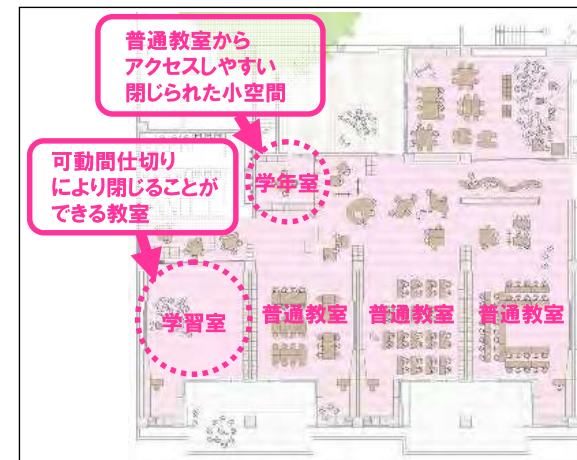 普通教室から
アクセスしやすい
閉じられた小空間
可動間仕切り
により閉じることが
できる教室
学年室
学習室
普通教室
普通教室
普通教室